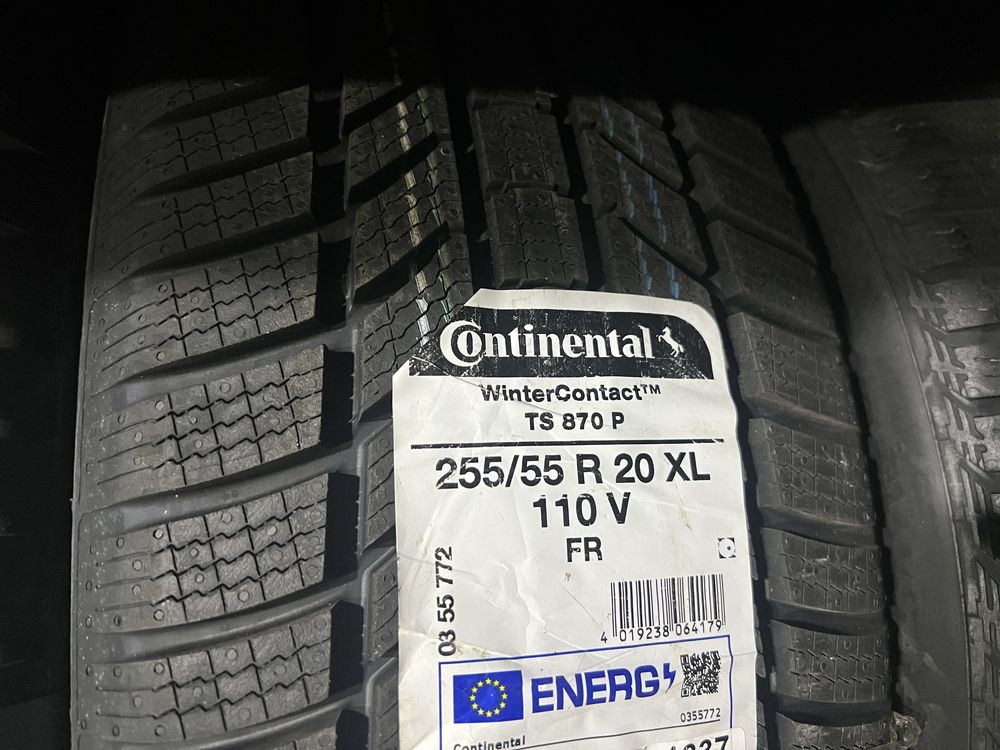 Continental
WinterContact™
TS 870 P
255/55 R 20 XL
110 V
FR
03 55 772
4 019238 064179
ENERG
0355772
Continental